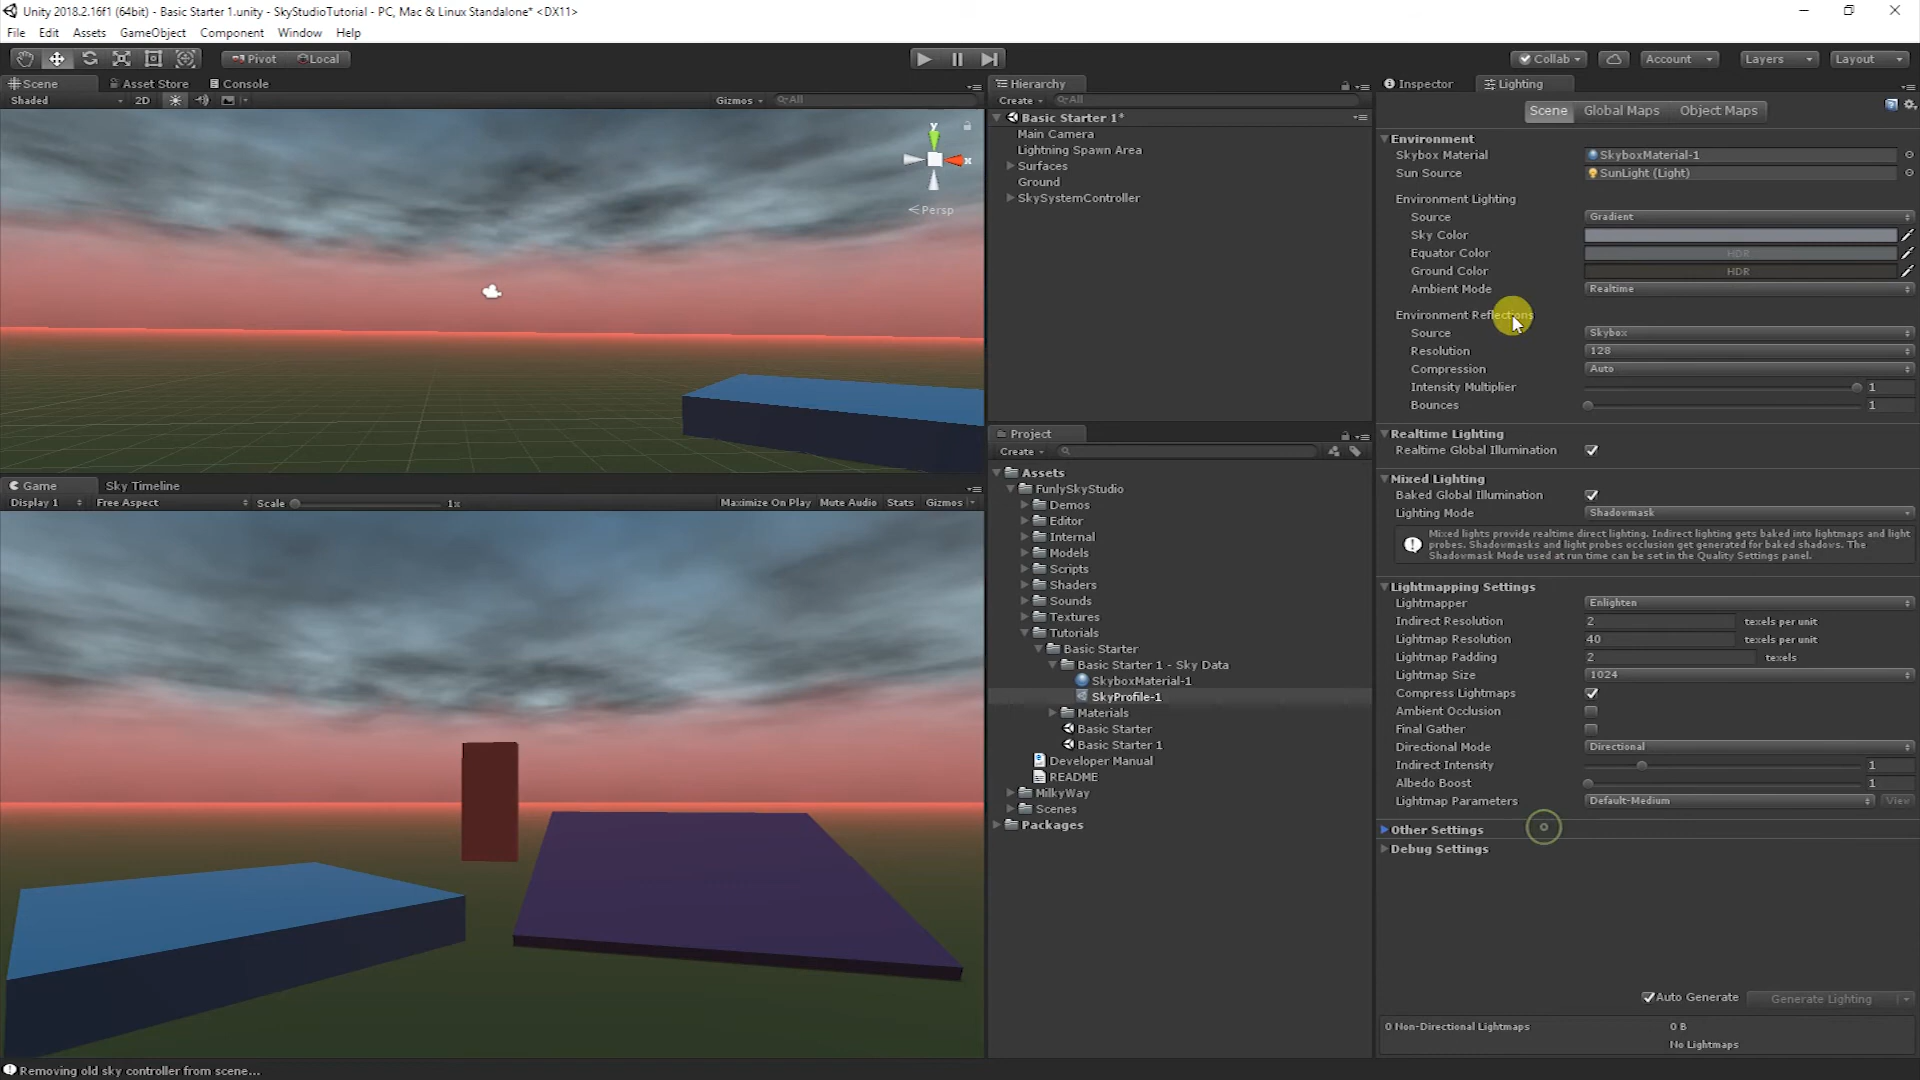 Unity 2018.2.16f1 (64bit) - Basic Starter 1.unity - SkyStudioTutorial - PC, Mac & Linux Standalone* <DX11>
File Edit Assets GameObject Component Window Help
Pivot Local Collab Account Layers Layout
Scene Asset Store Console
Shaded 2D Gizmos All
y
x
Persp
Game Sky Timeline
Display 1 Free Aspect Scale 1x Maximize On Play Mute Audio Stats Gizmos
Removing old sky controller from scene...
Hierarchy
Create All
Basic Starter 1*
Main Camera
Lightning Spawn Area
Surfaces
Ground
SkySystemController
Project
Create
Assets
FunlySkyStudio
Demos
Editor
Internal
Models
Scripts
Shaders
Sounds
Textures
Tutorials
Basic Starter
Basic Starter 1 - Sky Data
SkyboxMaterial-1
SkyProfile-1
Materials
Basic Starter
Basic Starter 1
Developer Manual
README
MilkyWay
Scenes
Packages
Inspector Lighting
Scene Global Maps Object Maps
Environment
Skybox Material SkyboxMaterial-1
Sun Source SunLight (Light)
Environment Lighting
Source Gradient
Sky Color
Equator Color HDR
Ground Color HDR
Ambient Mode Realtime
Environment Reflections
Source Skybox
Resolution 128
Compression Auto
Intensity Multiplier 1
Bounces 1
Realtime Lighting
Realtime Global Illumination
Mixed Lighting
Baked Global Illumination
Lighting Mode Shadowmask
Mixed lights provide realtime direct lighting. Indirect lighting gets baked into lightmaps and light
probes. Shadowmasks and light probes occlusion get generated for baked shadows. The
Shadowmask Mode used at run time can be set in the Quality Settings panel.
Lightmapping Settings
Lightmapper Enlighten
Indirect Resolution 2 texels per unit
Lightmap Resolution 40 texels per unit
Lightmap Padding 2 texels
Lightmap Size 1024
Compress Lightmaps
Ambient Occlusion
Final Gather
Directional Mode Directional
Indirect Intensity 1
Albedo Boost 1
Lightmap Parameters Default-Medium View
Other Settings
Debug Settings
Auto Generate Generate Lighting
0 Non-Directional Lightmaps 0 B
No Lightmaps